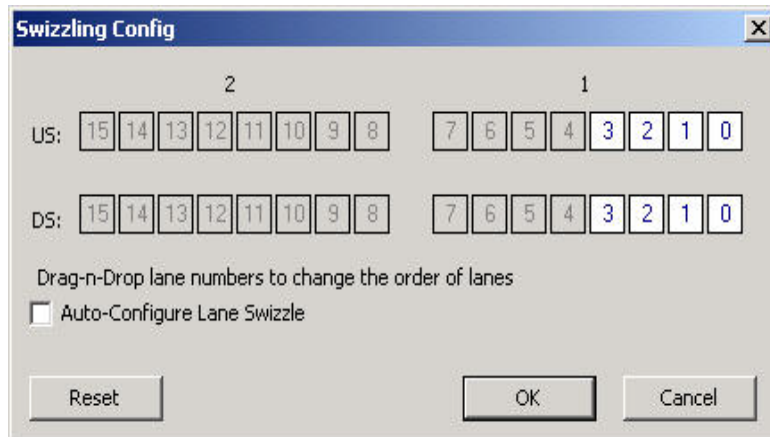 Swizzling Config
2 1
US: 15 14 13 12 11 10 9 8 7 6 5 4 3 2 1 0
DS: 15 14 13 12 11 10 9 8 7 6 5 4 3 2 1 0
Drag-n-Drop lane numbers to change the order of lanes
Auto-Configure Lane Swizzle
Reset OK Cancel